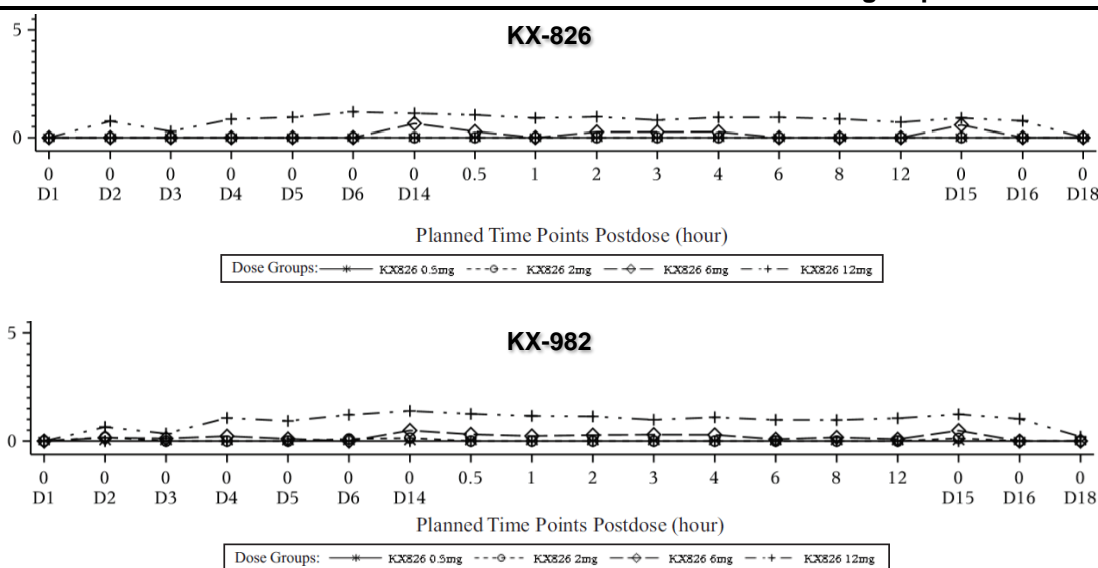 KX-826
5
0
0 0 0 0 0 0 0 0.5 1 2 3 4 6 8 12 0 0 0
D1 D2 D3 D4 D5 D6 D14 D15 D16 D18
Planned Time Points Postdose (hour)
Dose Groups: KX826 0.5mg KX826 2mg KX826 6mg KX826 12mg
KX-982
5
0
0 0 0 0 0 0 0 0.5 1 2 3 4 6 8 12 0 0 0
D1 D2 D3 D4 D5 D6 D14 D15 D16 D18
Planned Time Points Postdose (hour)
Dose Groups: KX826 0.5mg KX826 2mg KX826 6mg KX826 12mg